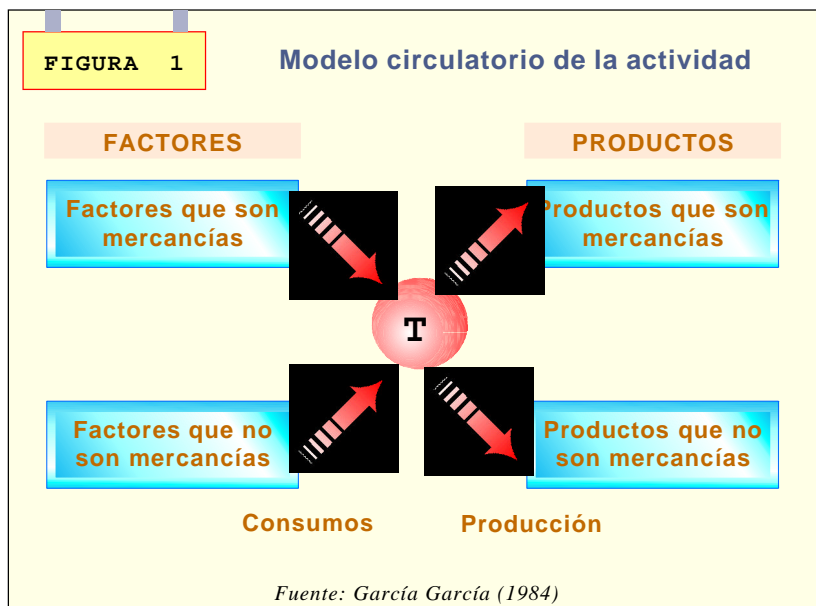 FIGURA 1
Modelo circulatorio de la actividad
FACTORES
PRODUCTOS
Factores que son
mercancías
Productos que son
mercancías
T
Factores que no
son mercancías
Productos que no
son mercancías
Consumos
Producción
Fuente: García García (1984)